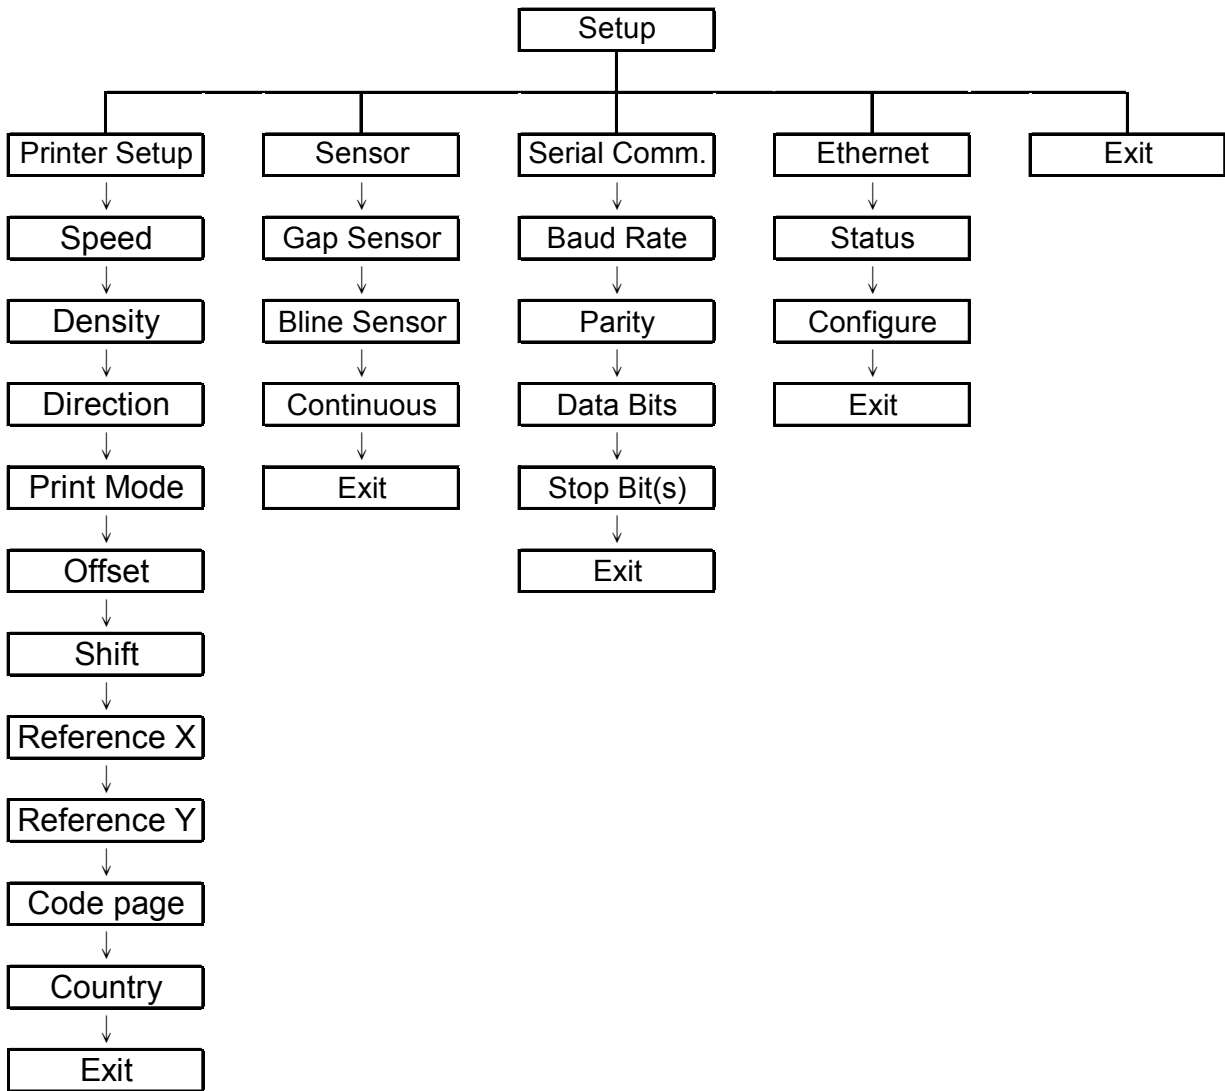 Setup
Printer Setup
Sensor
Serial Comm.
Ethernet
Exit
Speed
Gap Sensor
Baud Rate
Status
Density
Bline Sensor
Parity
Configure
Direction
Continuous
Data Bits
Exit
Print Mode
Exit
Stop Bit(s)
Offset
Exit
Shift
Reference X
Reference Y
Code page
Country
Exit